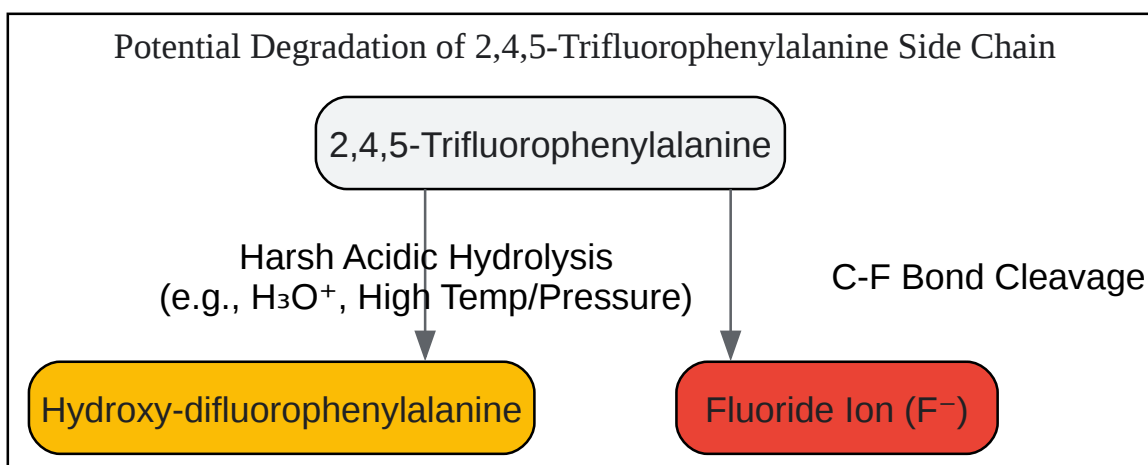 Potential Degradation of 2,4,5-Trifluorophenylalanine Side Chain
2,4,5-Trifluorophenylalanine
Harsh Acidic Hydrolysis
(e.g., H₃O⁺, High Temp/Pressure)
C-F Bond Cleavage
Hydroxy-difluorophenylalanine
Fluoride Ion (F⁻)